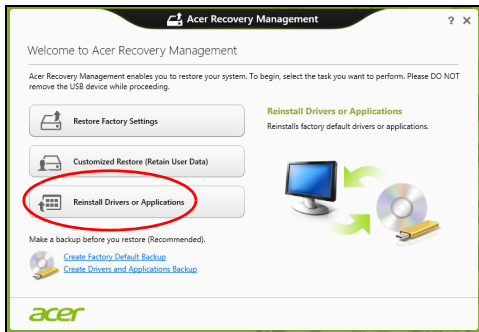 Acer Recovery Management
? ×
Welcome to Acer Recovery Management
Acer Recovery Management enables you to restore your system. To begin, select the task you want to perform. Please DO NOT
remove the USB device while proceeding.
Restore Factory Settings
Customized Restore (Retain User Data)
Reinstall Drivers or Applications
Reinstall Drivers or Applications
Reinstalls factory default drivers or applications.
Make a backup before you restore (Recommended).
Create Factory Default Backup
Create Drivers and Applications Backup
acer